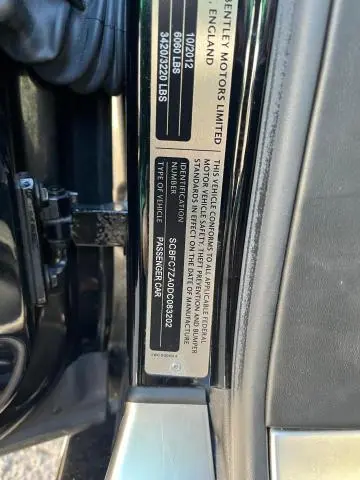 BENTLEY MOTORS LIMITED
, ENGLAND
10/2012
6060 LBS
3420/3220 LBS
THIS VEHICLE CONFORMS TO ALL APPLICABLE FEDERAL
MOTOR VEHICLE SAFETY, THEFT PREVENTION AND BUMPER
STANDARDS IN EFFECT ON THE DATE OF MANUFACTURE
IDENTIFICATION
NUMBER SCBFC7ZA0DC083202
TYPE OF VEHICLE PASSENGER CAR